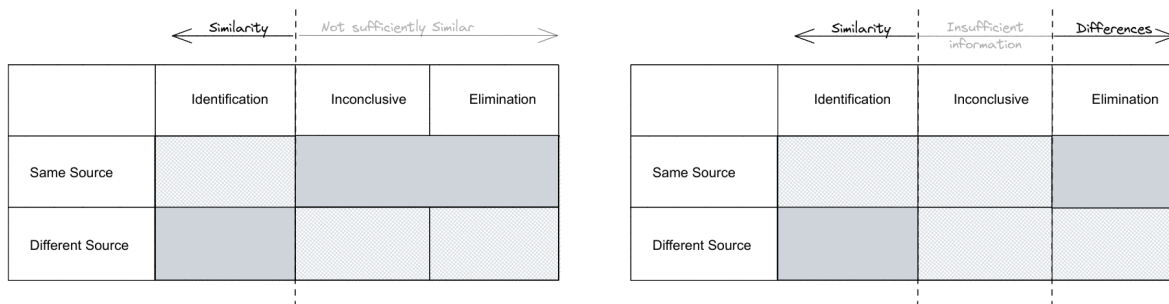 Similarity
Not sufficiently Similar
Identification
Inconclusive
Elimination
Same Source
Different Source
Similarity
Insufficient
information
Differences
Identification
Inconclusive
Elimination
Same Source
Different Source